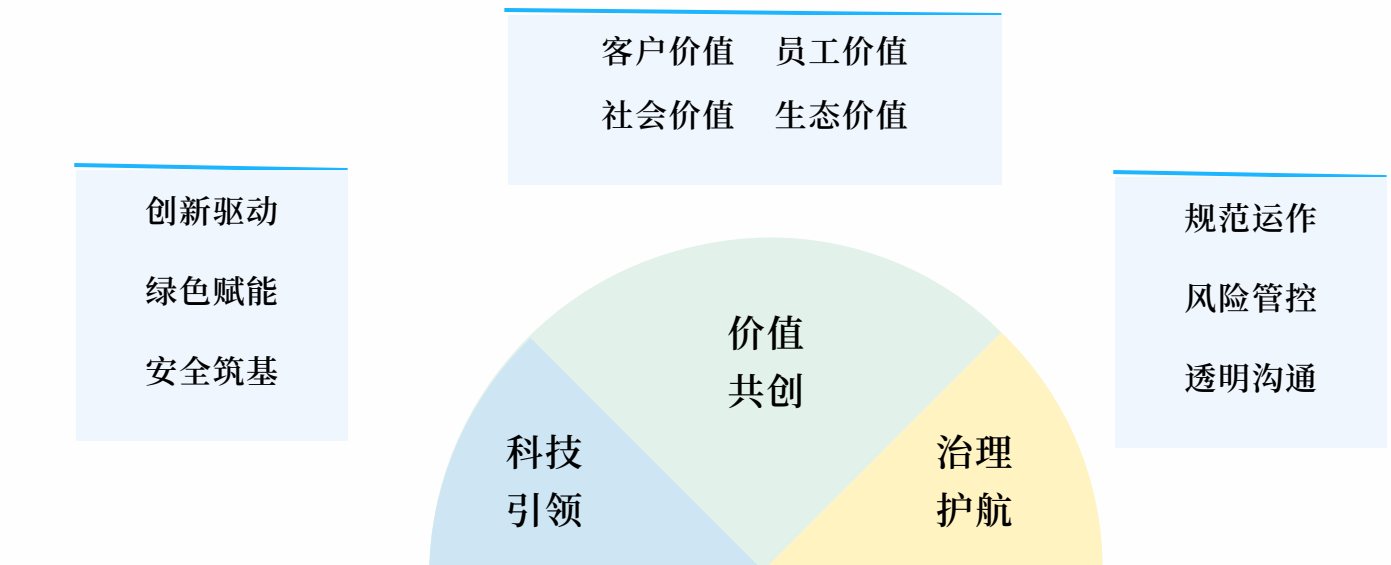 客户价值 员工价值
社会价值 生态价值
创新驱动
绿色赋能
安全筑基
规范运作
风险管控
透明沟通
价值
共创
科技
引领
治理
护航